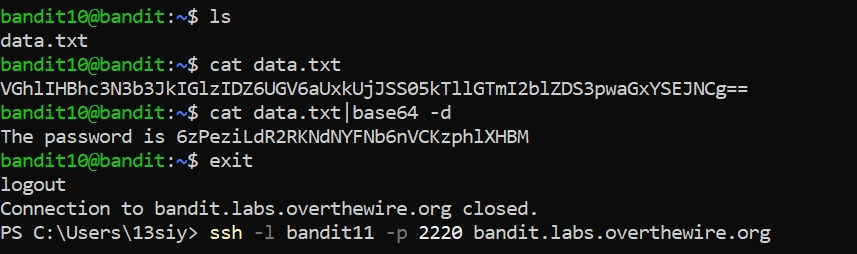 bandit10@bandit:~$ ls
data.txt
bandit10@bandit:~$ cat data.txt
VGhlIHBhc3N3b3JkIGlzIDZ6UGV6aUxkUjJSS05kTllGTmI2blZDS3pwaGxYSEJNCg==
bandit10@bandit:~$ cat data.txt|base64 -d
The password is 6zPeziLdR2RKNdNYFNb6nVCKzphlXHBM
bandit10@bandit:~$ exit
logout
Connection to bandit.labs.overthewire.org closed.
PS C:\Users\13siy> ssh -l bandit11 -p 2220 bandit.labs.overthewire.org